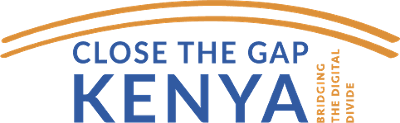 CLOSE THE GAP
KENYA
BRIDGING
THE DIGITAL
DIVIDE